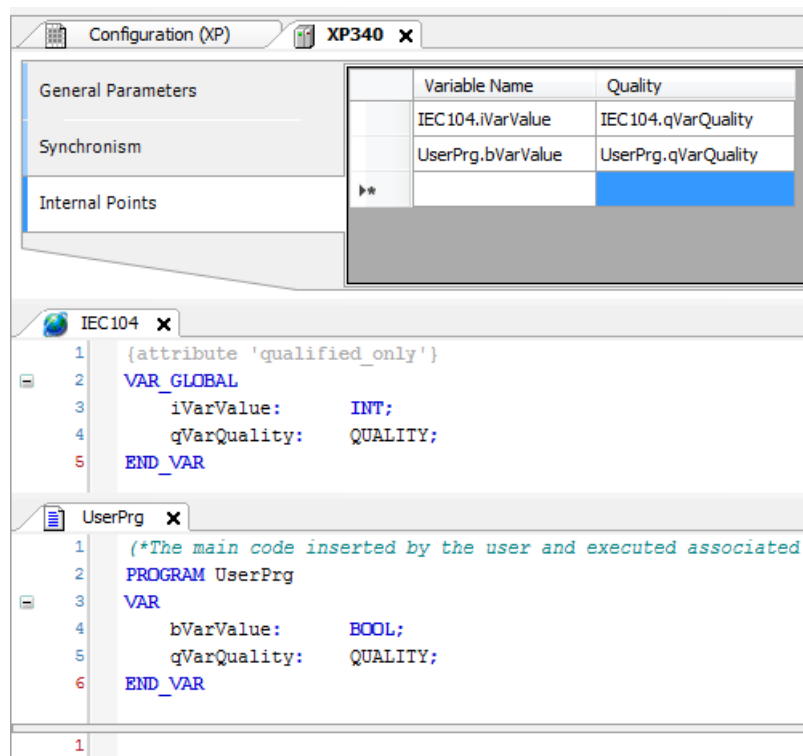 Configuration (XP) XP340
General Parameters
Synchronism
Internal Points
Variable Name Quality
IEC104.iVarValue IEC104.qVarQuality
UserPrg.bVarValue UserPrg.qVarQuality
IEC104
1 {attribute 'qualified_only'}
2 VAR_GLOBAL
3 iVarValue: INT;
4 qVarQuality: QUALITY;
5 END_VAR
UserPrg
1 (*The main code inserted by the user and executed associated
2 PROGRAM UserPrg
3 VAR
4 bVarValue: BOOL;
5 qVarQuality: QUALITY;
6 END_VAR
1